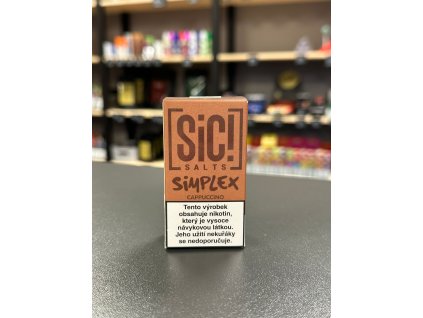 [SiC!]
SALTS
SiMPLEX
CAPPUCCINO
Tento výrobek
obsahuje nikotin,
který je vysoce
návykovou látkou.
Jeho užití nekuřáky
se nedoporučuje.